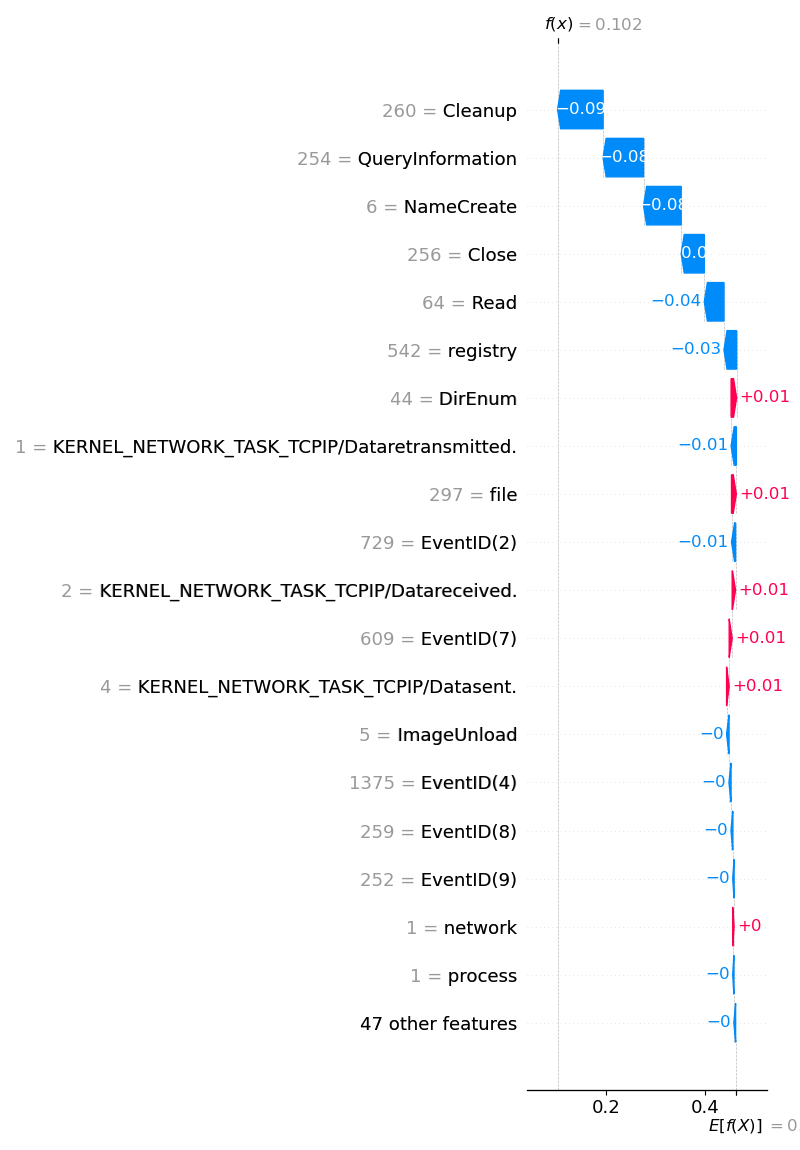 f(x) = 0.102
260 = Cleanup −0.09
254 = QueryInformation −0.08
6 = NameCreate −0.08
256 = Close 0.0
64 = Read −0.04
542 = registry −0.03
44 = DirEnum +0.01
1 = KERNEL_NETWORK_TASK_TCPIP/Dataretransmitted. −0.01
297 = file +0.01
729 = EventID(2) −0.01
2 = KERNEL_NETWORK_TASK_TCPIP/Datareceived. +0.01
609 = EventID(7) +0.01
4 = KERNEL_NETWORK_TASK_TCPIP/Datasent. +0.01
5 = ImageUnload −0
1375 = EventID(4) −0
259 = EventID(8) −0
252 = EventID(9) −0
1 = network +0
1 = process −0
47 other features −0
0.2 0.4
E[f(X)] = 0.